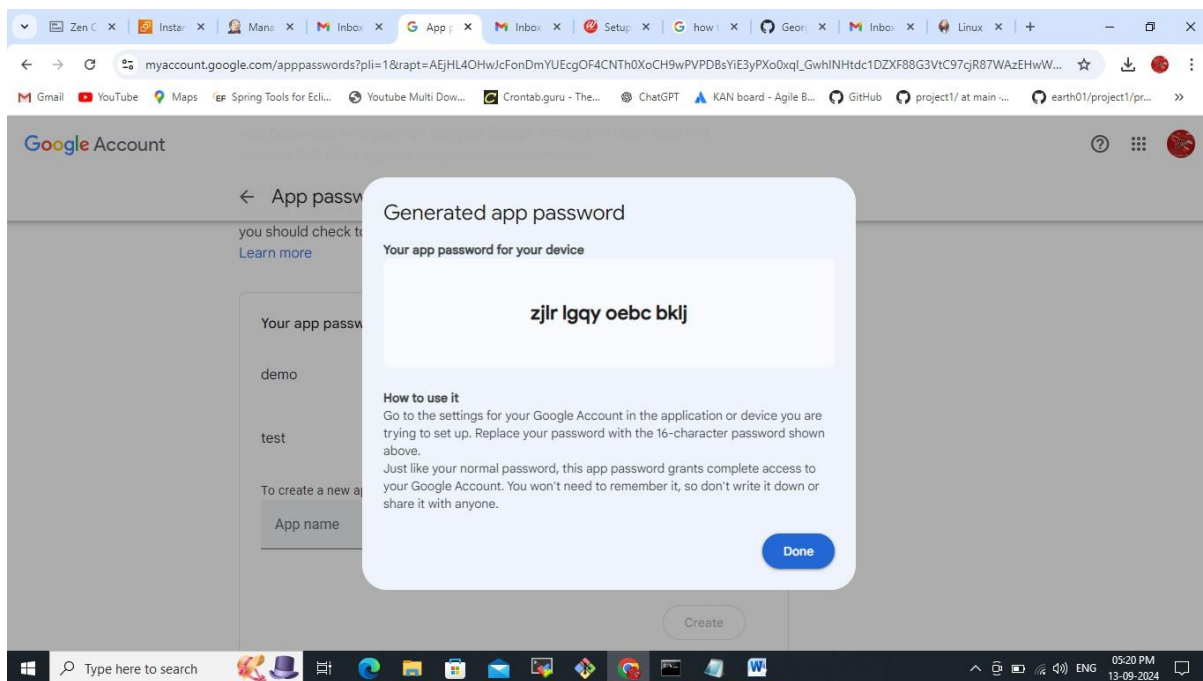 Zen C
Instar
Mana
Inbox
App p
Inbox
Setup
how t
Georg
Inbox
Linux
myaccount.google.com/apppasswords?pli=1&rapt=AEjHL4OHwJcFonDmYUEcgOF4CNTh0XoCH9wPVPDBsYiE3yPXo0xqI_GwhINHtdc1DZXF88G3VtC97cjR87WAzEHwW...
Gmail YouTube Maps Spring Tools for Ecli... Youtube Multi Dow... Crontab.guru - The... ChatGPT KAN board - Agile B... GitHub project1/ at main ·... earth01/project1/pr...
Google Account
App passw
you should check to
Learn more
Your app passw
demo
test
To create a new a
App name
Create
Generated app password
Your app password for your device
zjlr lgqy oebc bklj
How to use it
Go to the settings for your Google Account in the application or device you are
trying to set up. Replace your password with the 16-character password shown
above.
Just like your normal password, this app password grants complete access to
your Google Account. You won't need to remember it, so don't write it down or
share it with anyone.
Done
Type here to search
ENG
05:20 PM
13-09-2024